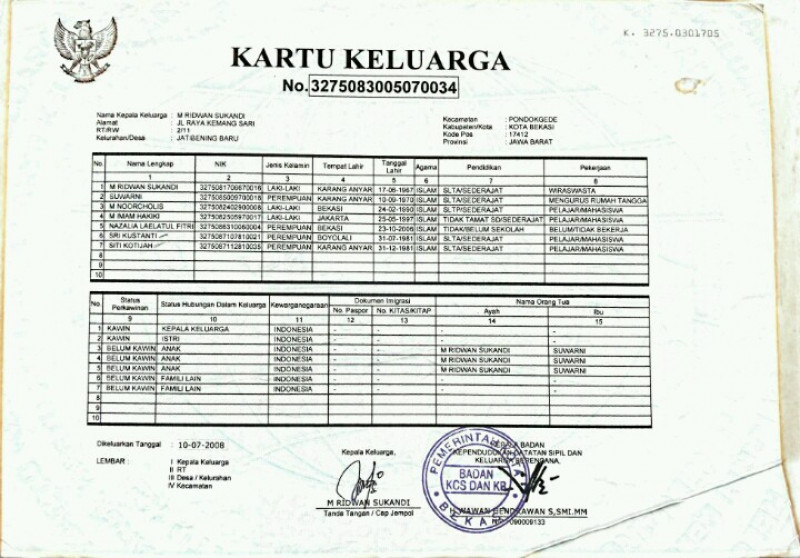 K. 3275.0301705
KARTU KELUARGA
No. 3275083005070034
Nama Kepala Keluarga : M RIDWAN SUKANDI
Alamat : JL RAYA KEMANG SARI
RT/RW : 2/11
Kelurahan/Desa : JATIBENING BARU
Kecamatan : PONDOKGEDE
Kabupaten/Kota : KOTA BEKASI
Kode Pos : 17412
Provinsi : JAWA BARAT
No. Nama Lengkap NIK Jenis Kelamin Tempat Lahir Tanggal Lahir Agama Pendidikan Pekerjaan
1 2 3 4 5 6 7 8
1 M RIDWAN SUKANDI LAKI-LAKI KARANG ANYAR 17-06-1967 ISLAM SLTA/SEDERAJAT WIRASWASTA
2 SUWARNI PEREMPUAN KARANG ANYAR 10-09-1970 ISLAM SLTA/SEDERAJAT MENGURUS RUMAH TANGGA
3 M NOORCHOLIS LAKI-LAKI BEKASI 24-02-1990 ISLAM SLTP/SEDERAJAT PELAJAR/MAHASISWA
4 M IMAM HAKIKI LAKI-LAKI JAKARTA 25-05-1997 ISLAM TIDAK TAMAT SD/SEDERAJAT PELAJAR/MAHASISWA
5 NAZALIA LAELATUL FITRI PEREMPUAN BEKASI 23-10-2006 ISLAM TIDAK/BELUM SEKOLAH BELUM/TIDAK BEKERJA
6 SRI KUSTANTI 3275087107810021 PEREMPUAN BOYOLALI 31-07-1981 ISLAM SLTA/SEDERAJAT PELAJAR/MAHASISWA
7 SITI KOTIJAH 3275087112810035 PEREMPUAN KARANG ANYAR 31-12-1981 ISLAM SLTA/SEDERAJAT PELAJAR/MAHASISWA
8
9
10
No. Status Perkawinan Status Hubungan Dalam Keluarga Kewarganegaraan Dokumen Imigrasi Nama Orang Tua
No. Paspor No. KITAS/KITAP Ayah Ibu
9 10 11 12 13 14 15
1 KAWIN KEPALA KELUARGA INDONESIA - - - -
2 KAWIN ISTRI INDONESIA - - - -
3 BELUM KAWIN ANAK INDONESIA - - M RIDWAN SUKANDI SUWARNI
4 BELUM KAWIN ANAK INDONESIA - - M RIDWAN SUKANDI SUWARNI
5 BELUM KAWIN ANAK INDONESIA - - M RIDWAN SUKANDI SUWARNI
6 BELUM KAWIN FAMILI LAIN INDONESIA - - - -
7 BELUM KAWIN FAMILI LAIN INDONESIA - - - -
8
9
10
Dikeluarkan Tanggal : 10-07-2008
LEMBAR : I Kepala Keluarga
II RT
III Desa / Kelurahan
IV Kecamatan
Kepala Keluarga,
M RIDWAN SUKANDI
Tanda Tangan / Cap Jempol
BADAN
KEPENDUDUKAN CATATAN SIPIL DAN
KELUARGA BERENCANA,
BADAN
KCS DAN KB
BEKASI
HENDRAWAN S,SMI.MM
090009133